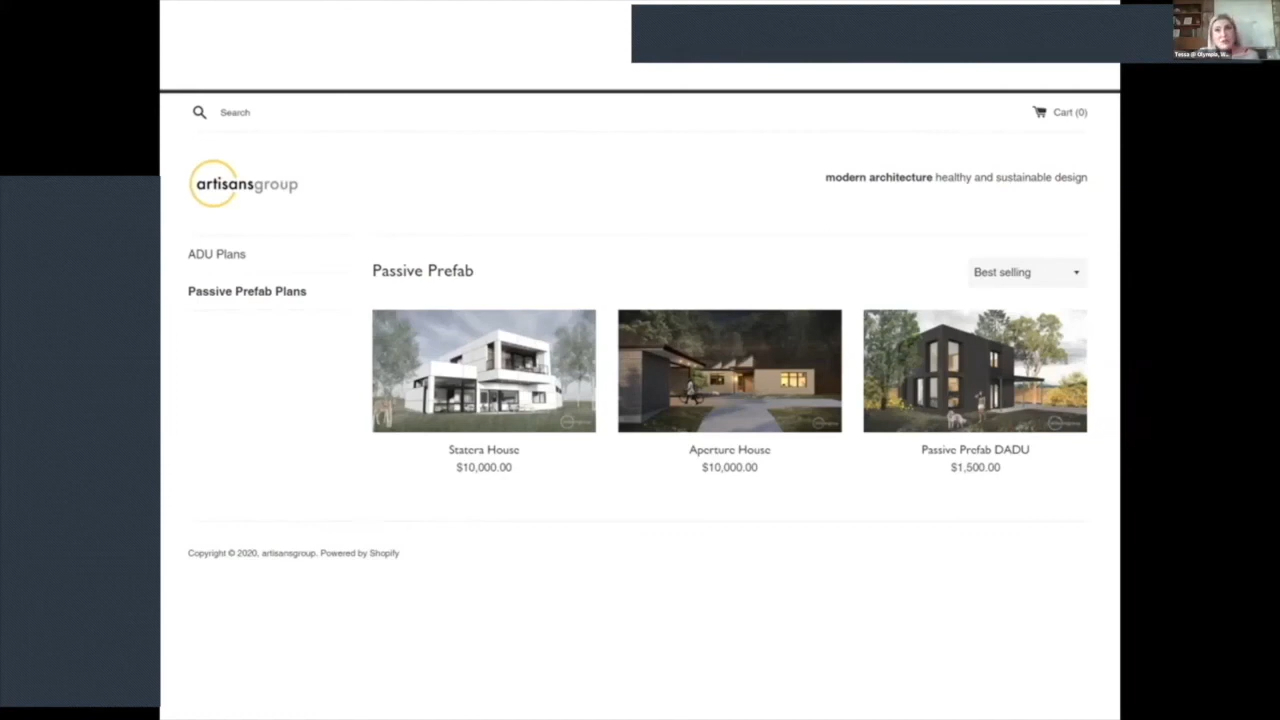 Tessa @ Olympia, W...
Search
Cart (0)
artisansgroup
modern architecture healthy and sustainable design
ADU Plans
Passive Prefab Plans
Passive Prefab
Best selling
Statera House
$10,000.00
Aperture House
$10,000.00
Passive Prefab DADU
$1,500.00
Copyright © 2020, artisansgroup. Powered by Shopify